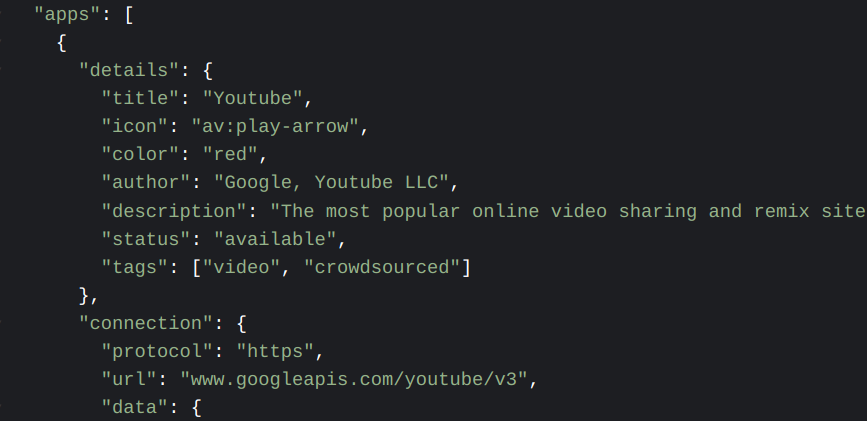 "apps": [
{
"details": {
"title": "Youtube",
"icon": "av:play-arrow",
"color": "red",
"author": "Google, Youtube LLC",
"description": "The most popular online video sharing and remix site
"status": "available",
"tags": ["video", "crowdsourced"]
},
"connection": {
"protocol": "https",
"url": "www.googleapis.com/youtube/v3",
"data": {